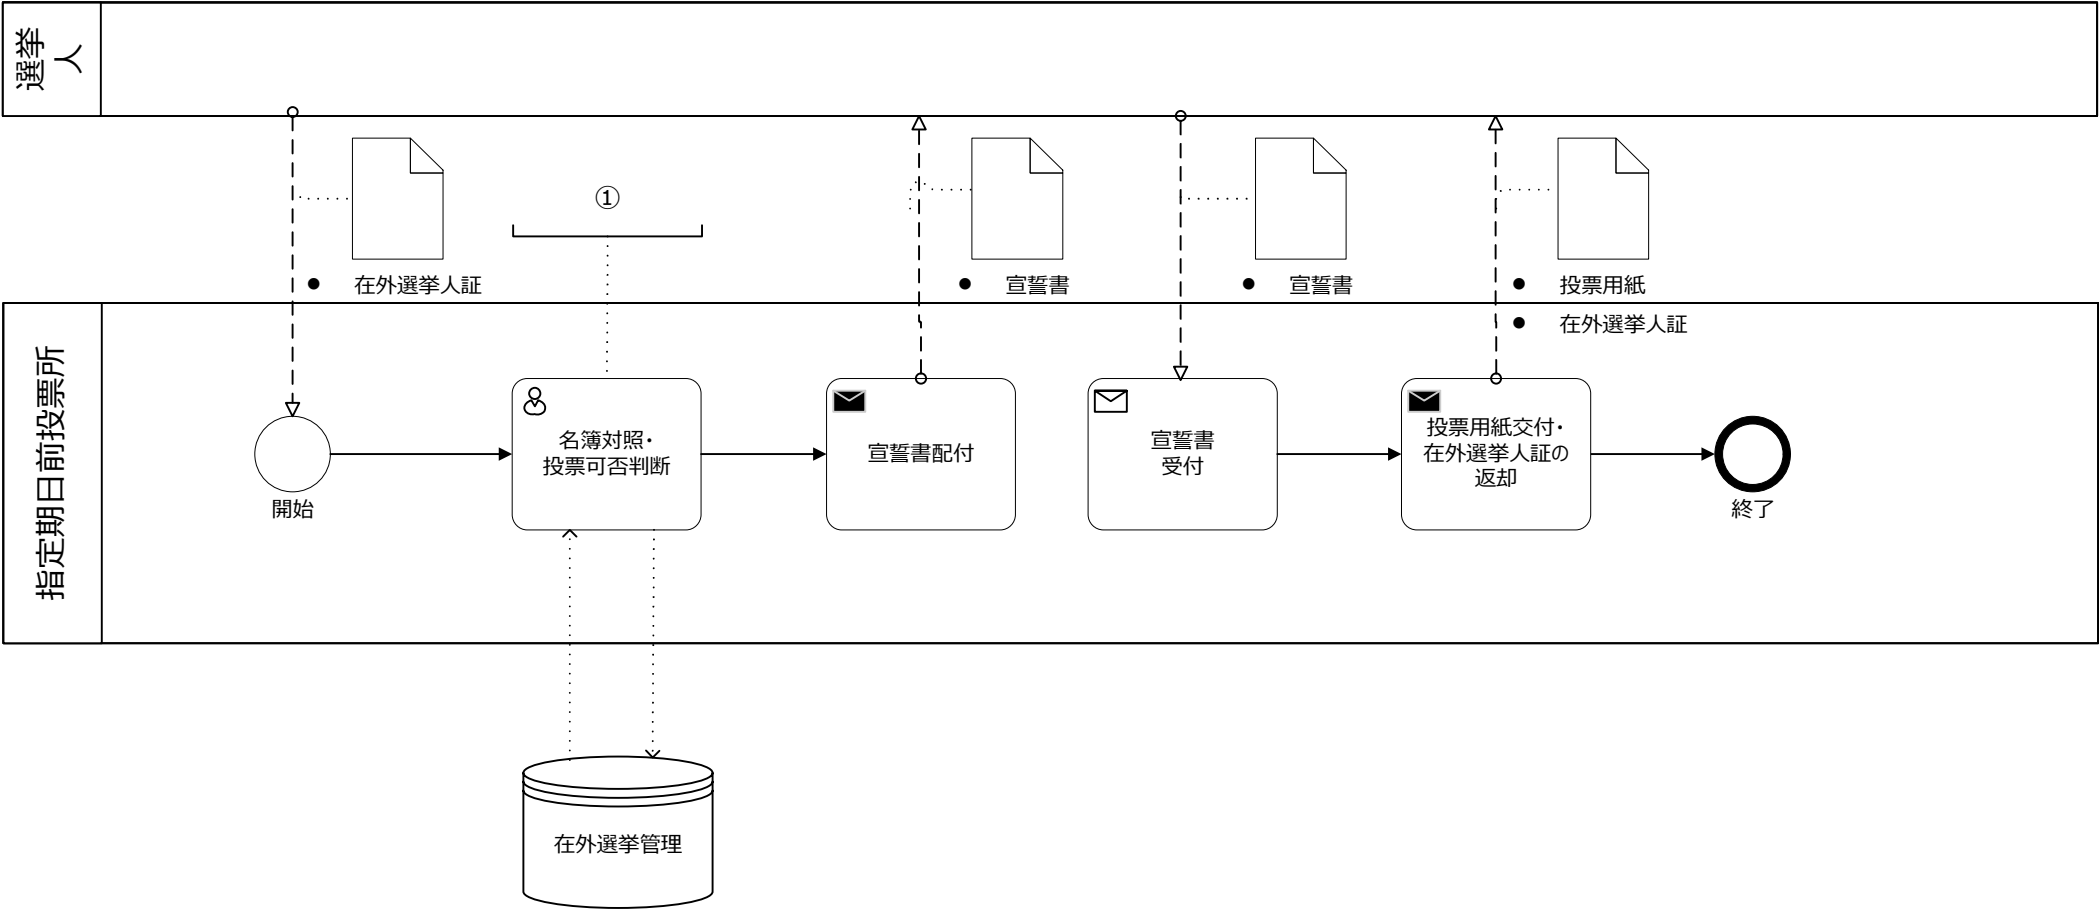 選挙
人
①
● 在外選挙人証
● 宣誓書
● 宣誓書
● 投票用紙
● 在外選挙人証
指定期日前投票所
開始
名簿対照・
投票可否判断
宣誓書配付
宣誓書
受付
投票用紙交付・
在外選挙人証の
返却
終了
在外選挙管理